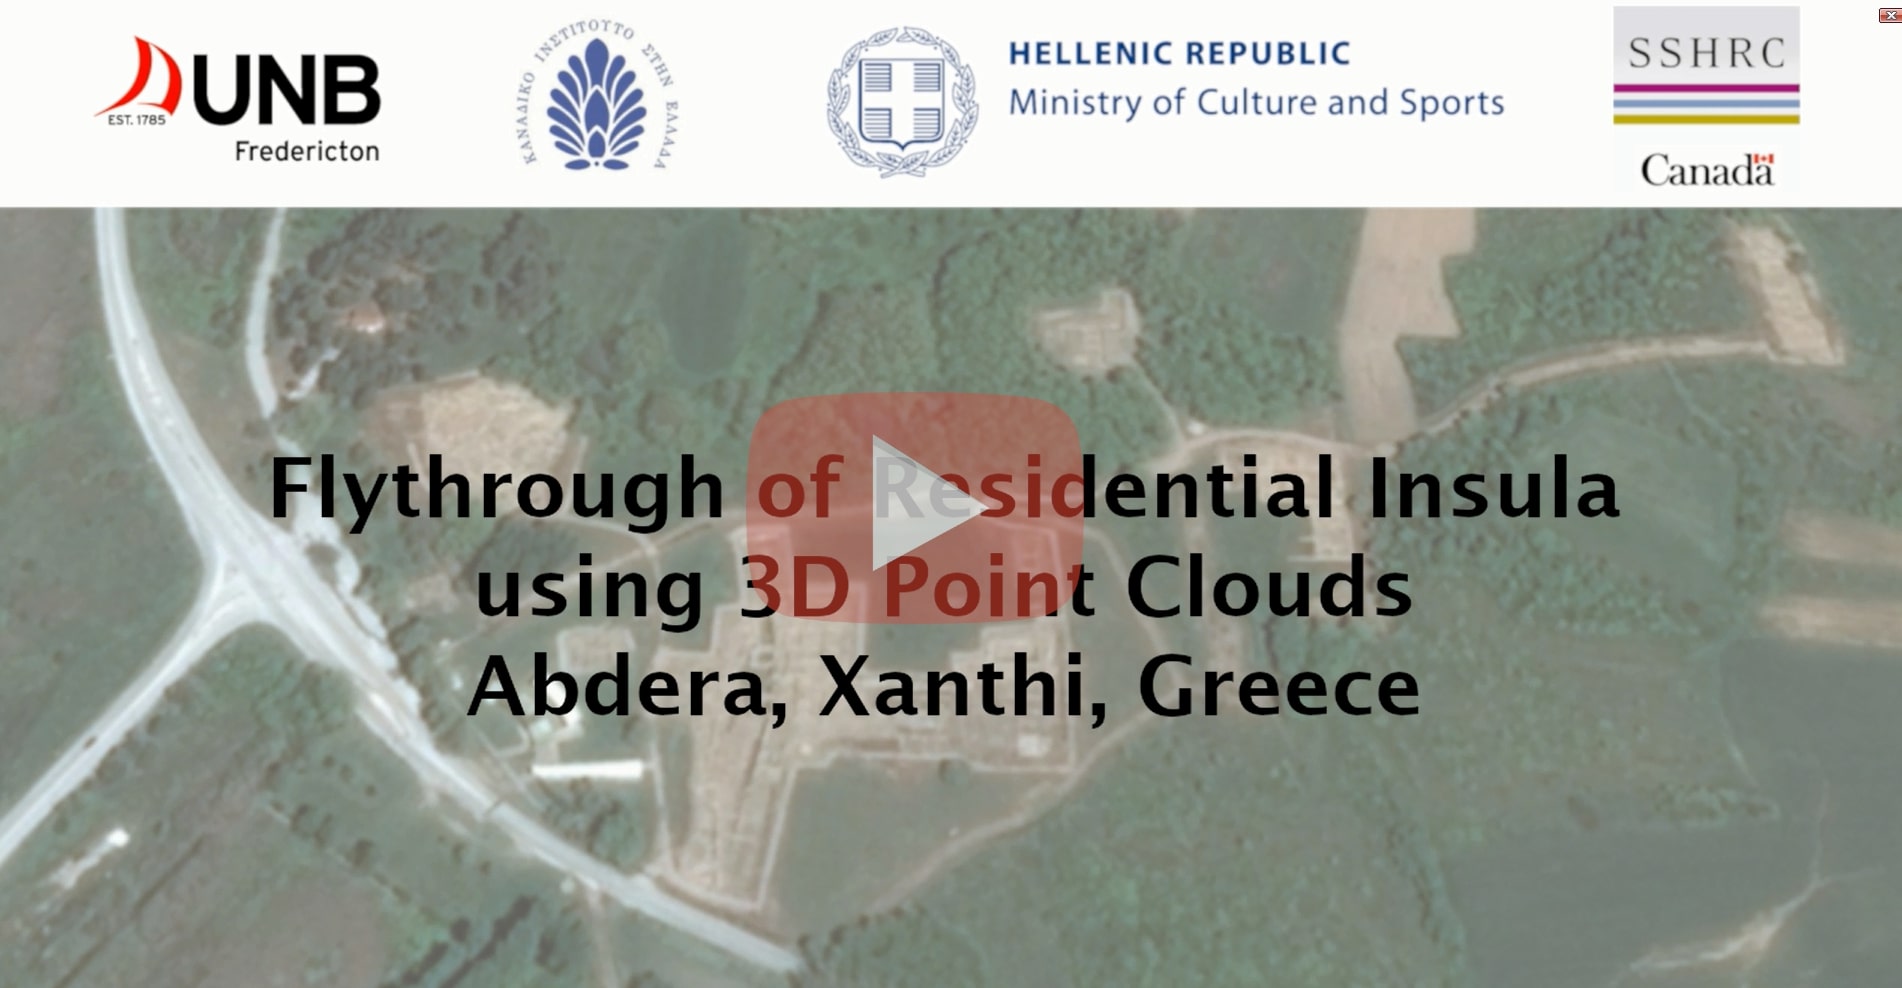 UNB
EST. 1785
Fredericton
ΚΑΝΑΔΙΚΟ ΙΝΣΤΙΤΟΥΤΟ ΣΤΗΝ ΕΛΛΑΔΑ
HELLENIC REPUBLIC
Ministry of Culture and Sports
SSHRC
Canada
Flythrough of Residential Insula
using 3D Point Clouds
Abdera, Xanthi, Greece